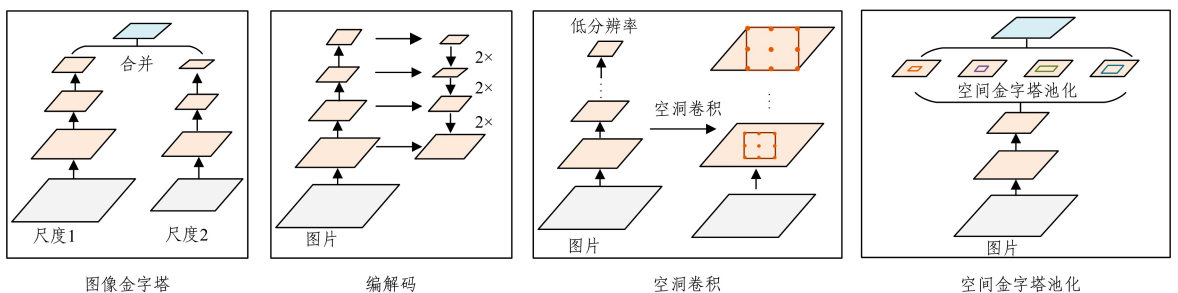 合并
尺度1
尺度2
图像金字塔
2×
2×
2×
图片
编解码
低分辨率
空洞卷积
图片
空洞卷积
空间金字塔池化
图片
空间金字塔池化